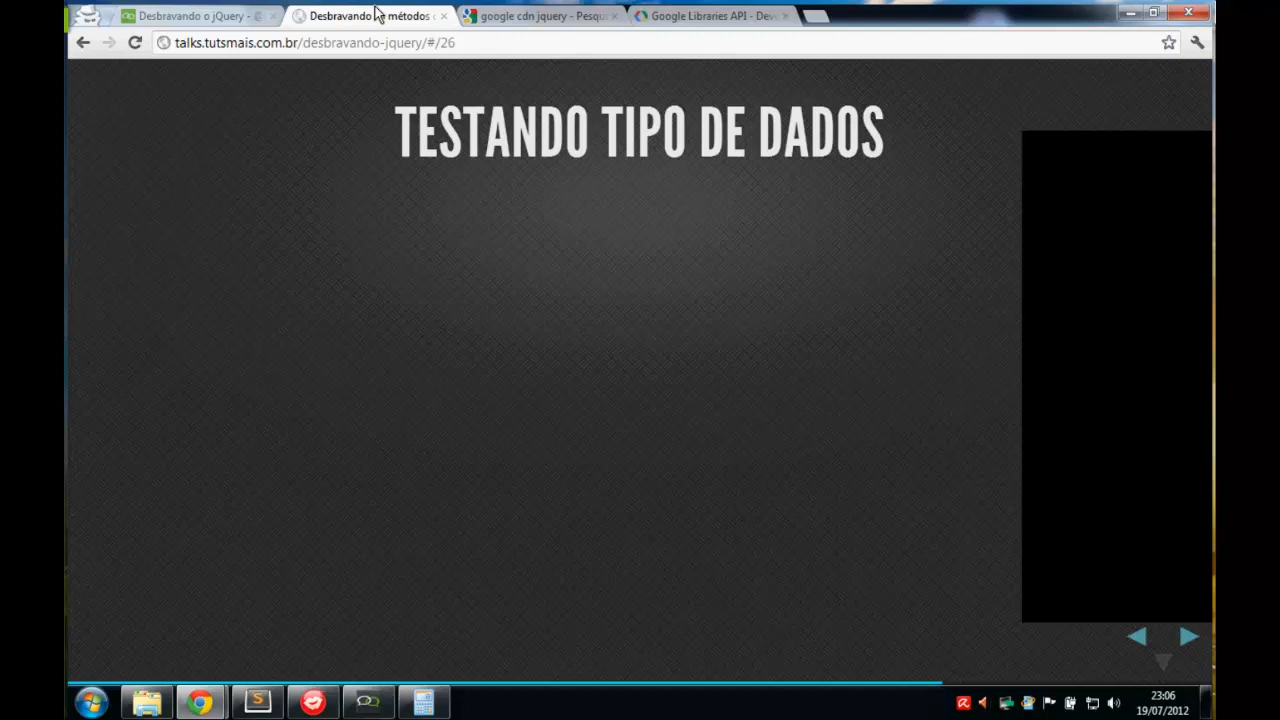 Desbravando o jQuery -
Desbravando métodos
google cdn jquery - Pesqu
Google Libraries API - Dev
talks.tutsmais.com.br/desbravando-jquery/#/26
TESTANDO TIPO DE DADOS
23:06
19/07/2012